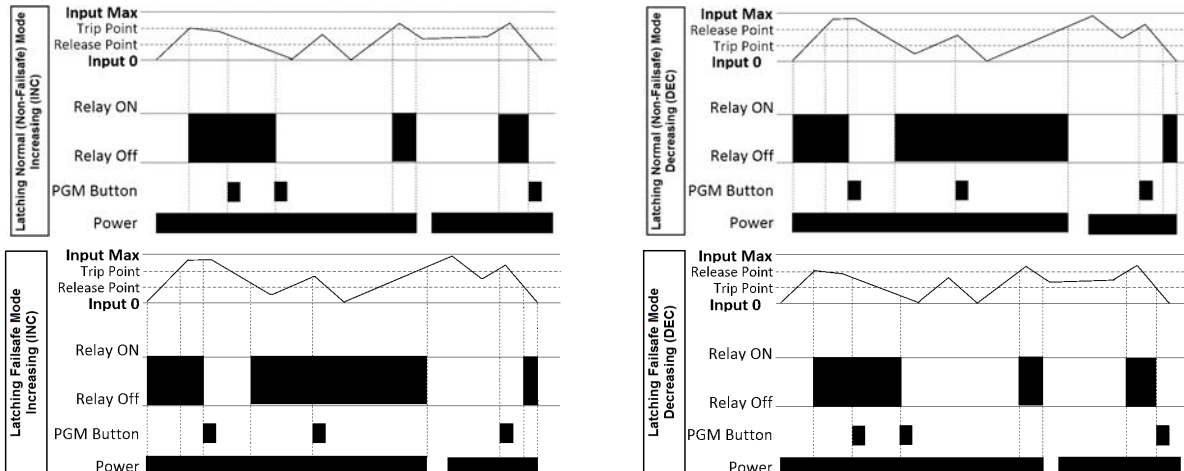 Latching Normal (Non-Failsafe) Mode
Increasing (INC)
Input Max
Trip Point
Release Point
Input 0
Relay ON
Relay Off
PGM Button
Power
Latching Normal (Non-Failsafe) Mode
Decreasing (DEC)
Input Max
Release Point
Trip Point
Input 0
Relay ON
Relay Off
PGM Button
Power
Latching Failsafe Mode
Increasing (INC)
Input Max
Trip Point
Release Point
Input 0
Relay ON
Relay Off
PGM Button
Power
Latching Failsafe Mode
Decreasing (DEC)
Input Max
Release Point
Trip Point
Input 0
Relay ON
Relay Off
PGM Button
Power